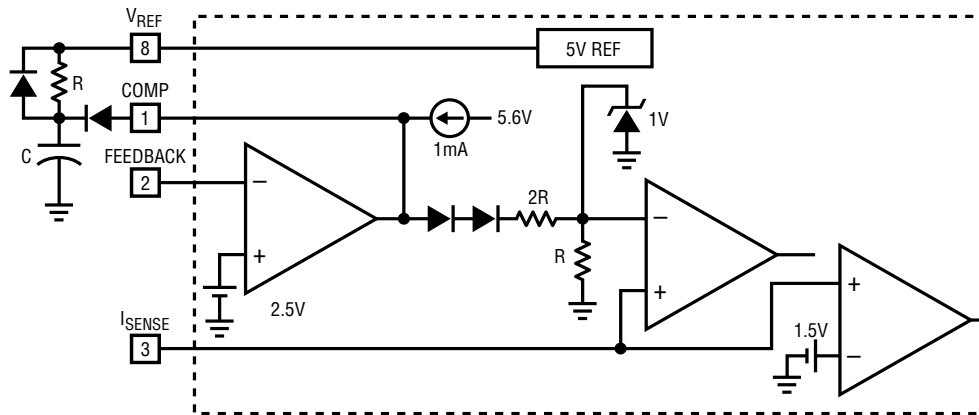 VREF
8
5V REF
R
COMP
1
5.6V
1mA
1V
C
FEEDBACK
2
−
+
2.5V
2R
R
−
+
ISENSE
3
+
−
1.5V